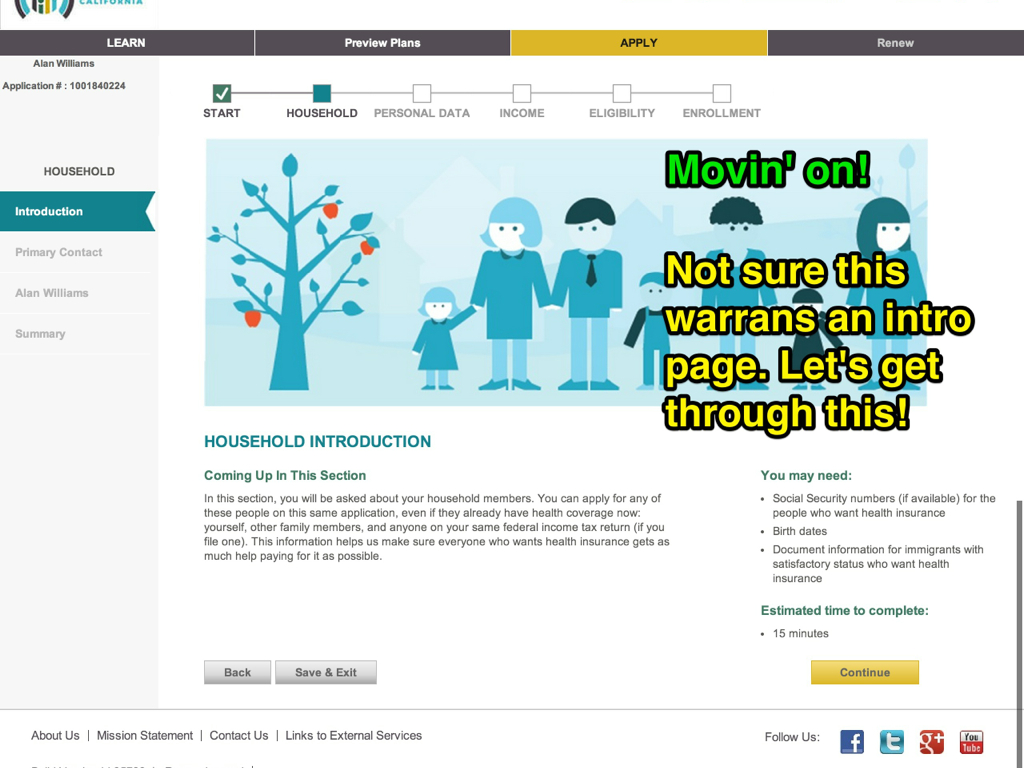 CALIFORNIA
LEARN
Preview Plans
APPLY
Renew
Alan Williams
Application # : 1001840224
START
HOUSEHOLD
PERSONAL DATA
INCOME
ELIGIBILITY
ENROLLMENT
HOUSEHOLD
Introduction
Primary Contact
Alan Williams
Summary
Movin' on!
Not sure this
warrans an intro
page. Let's get
through this!
HOUSEHOLD INTRODUCTION
Coming Up In This Section
In this section, you will be asked about your household members. You can apply for any of
these people on this same application, even if they already have health coverage now:
yourself, other family members, and anyone on your same federal income tax return (if you
file one). This information helps us make sure everyone who wants health insurance gets as
much help paying for it as possible.
You may need:
• Social Security numbers (if available) for the
people who want health insurance
• Birth dates
• Document information for immigrants with
satisfactory status who want health
insurance
Estimated time to complete:
• 15 minutes
Back
Save & Exit
Continue
About Us | Mission Statement | Contact Us | Links to External Services
Follow Us:
f
t
g+
You
Tube